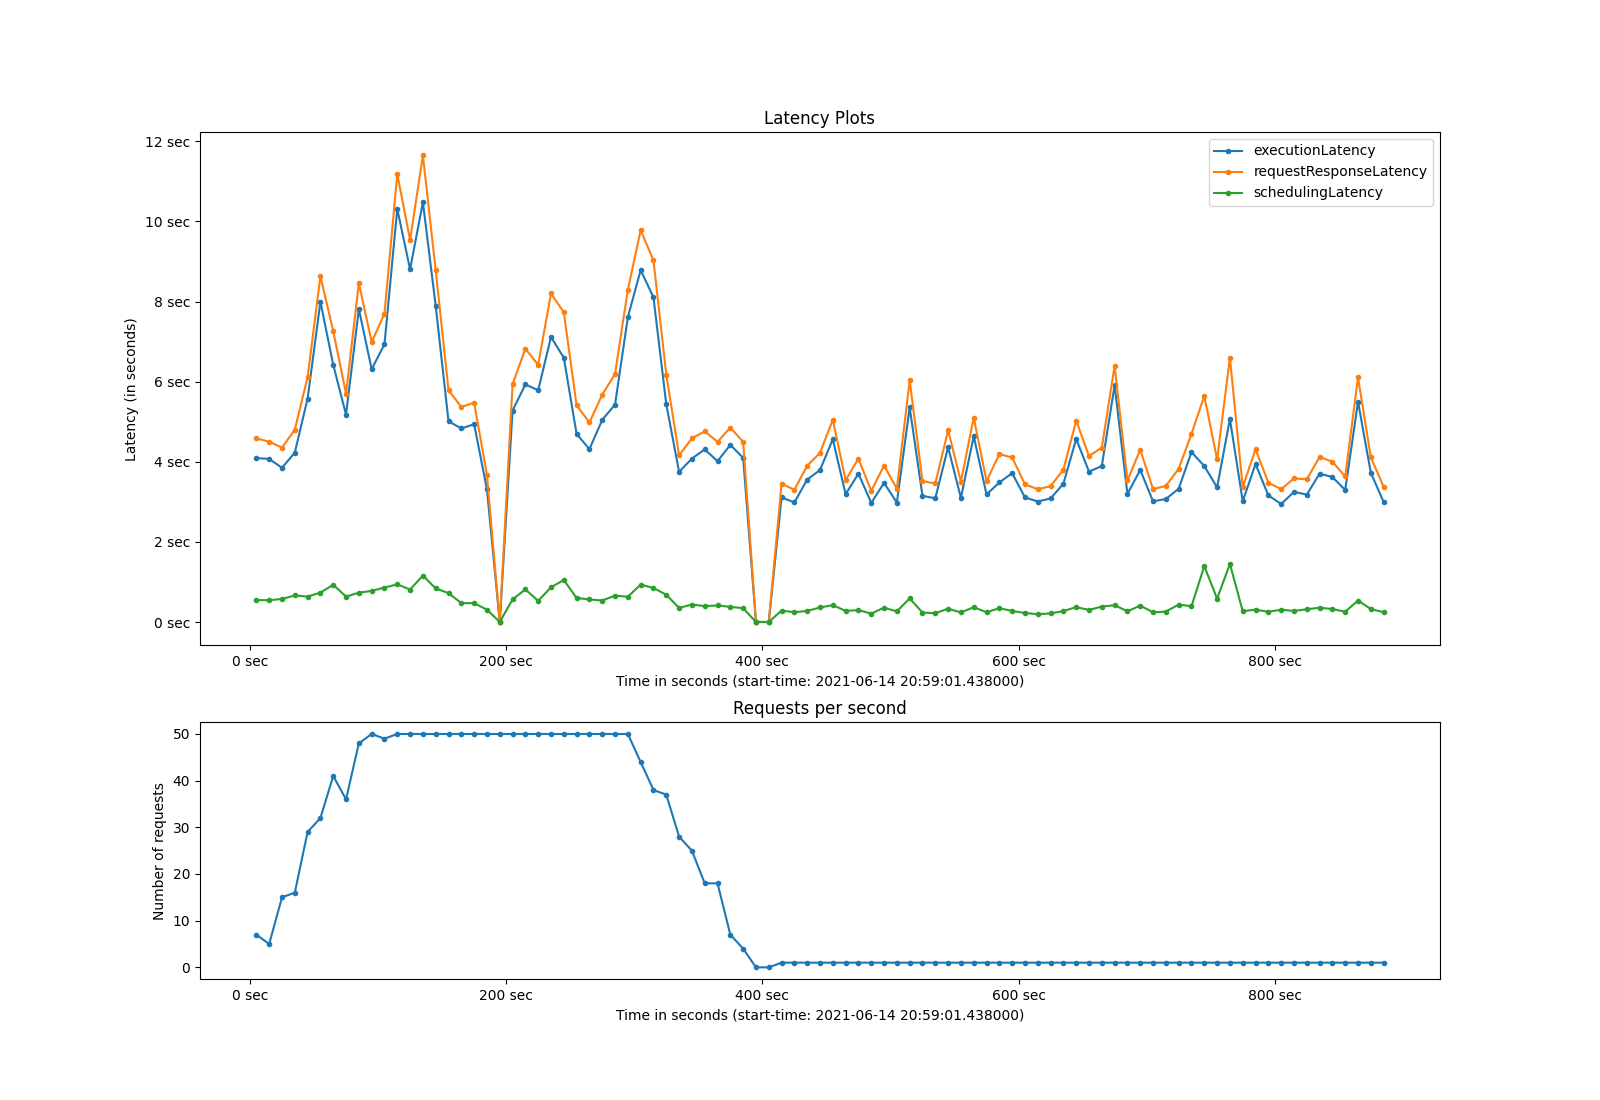 Latency Plots
12 sec
10 sec
8 sec
6 sec
4 sec
2 sec
0 sec
Latency (in seconds)
executionLatency
requestResponseLatency
schedulingLatency
0 sec
200 sec
400 sec
600 sec
800 sec
Time in seconds (start-time: 2021-06-14 20:59:01.438000)
Requests per second
50
40
30
20
10
0
Number of requests
0 sec
200 sec
400 sec
600 sec
800 sec
Time in seconds (start-time: 2021-06-14 20:59:01.438000)